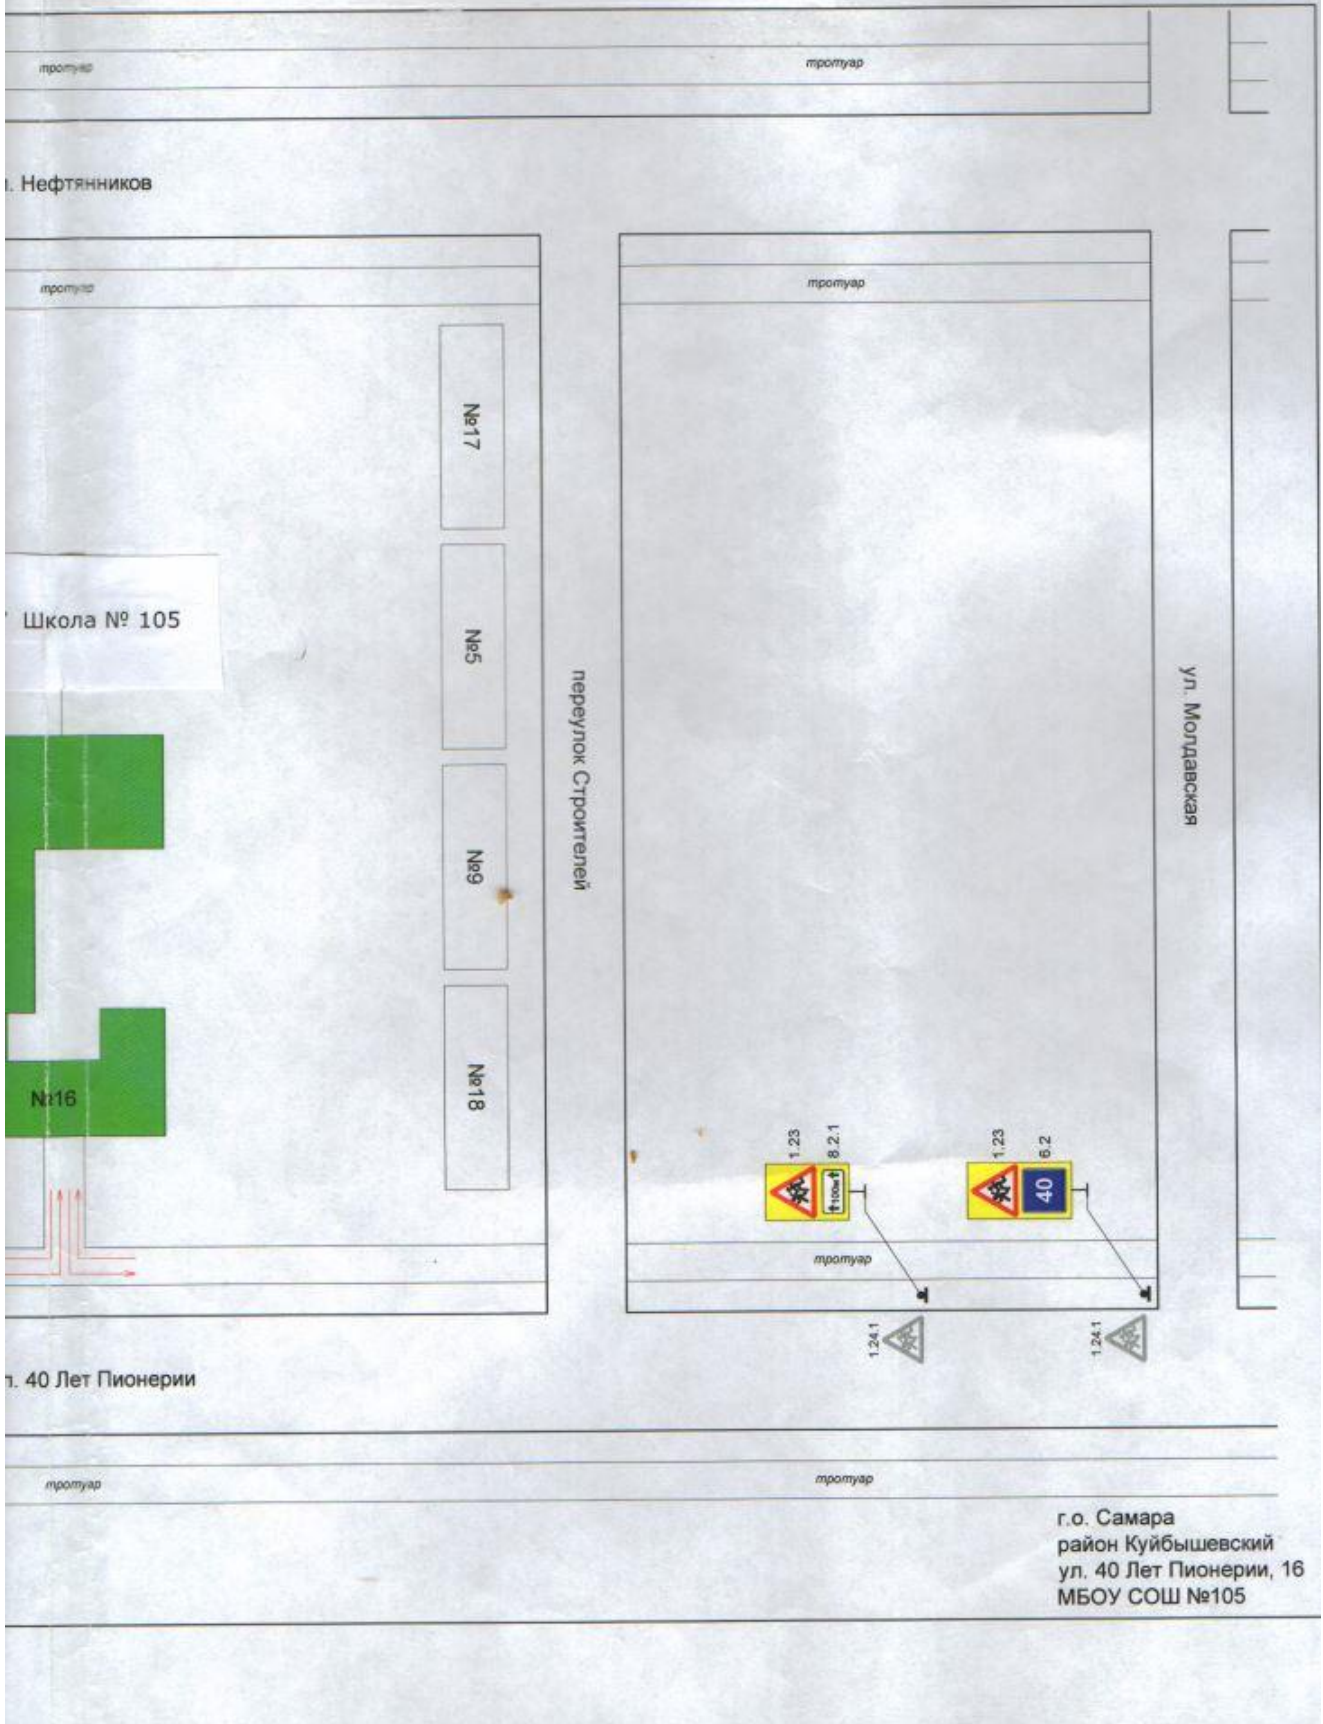 тротуар
тротуар
л. Нефтянников
тротуар
тротуар
№17
Школа № 105
№5
переулок Строителей
ул. Молдавская
№9
№16
№18
1.23
8.2.1
100м
1.23
6.2
40
тротуар
1.24.1
1.24.1
л. 40 Лет Пионерии
тротуар
тротуар
г.о. Самара
район Куйбышевский
ул. 40 Лет Пионерии, 16
МБОУ СОШ №105